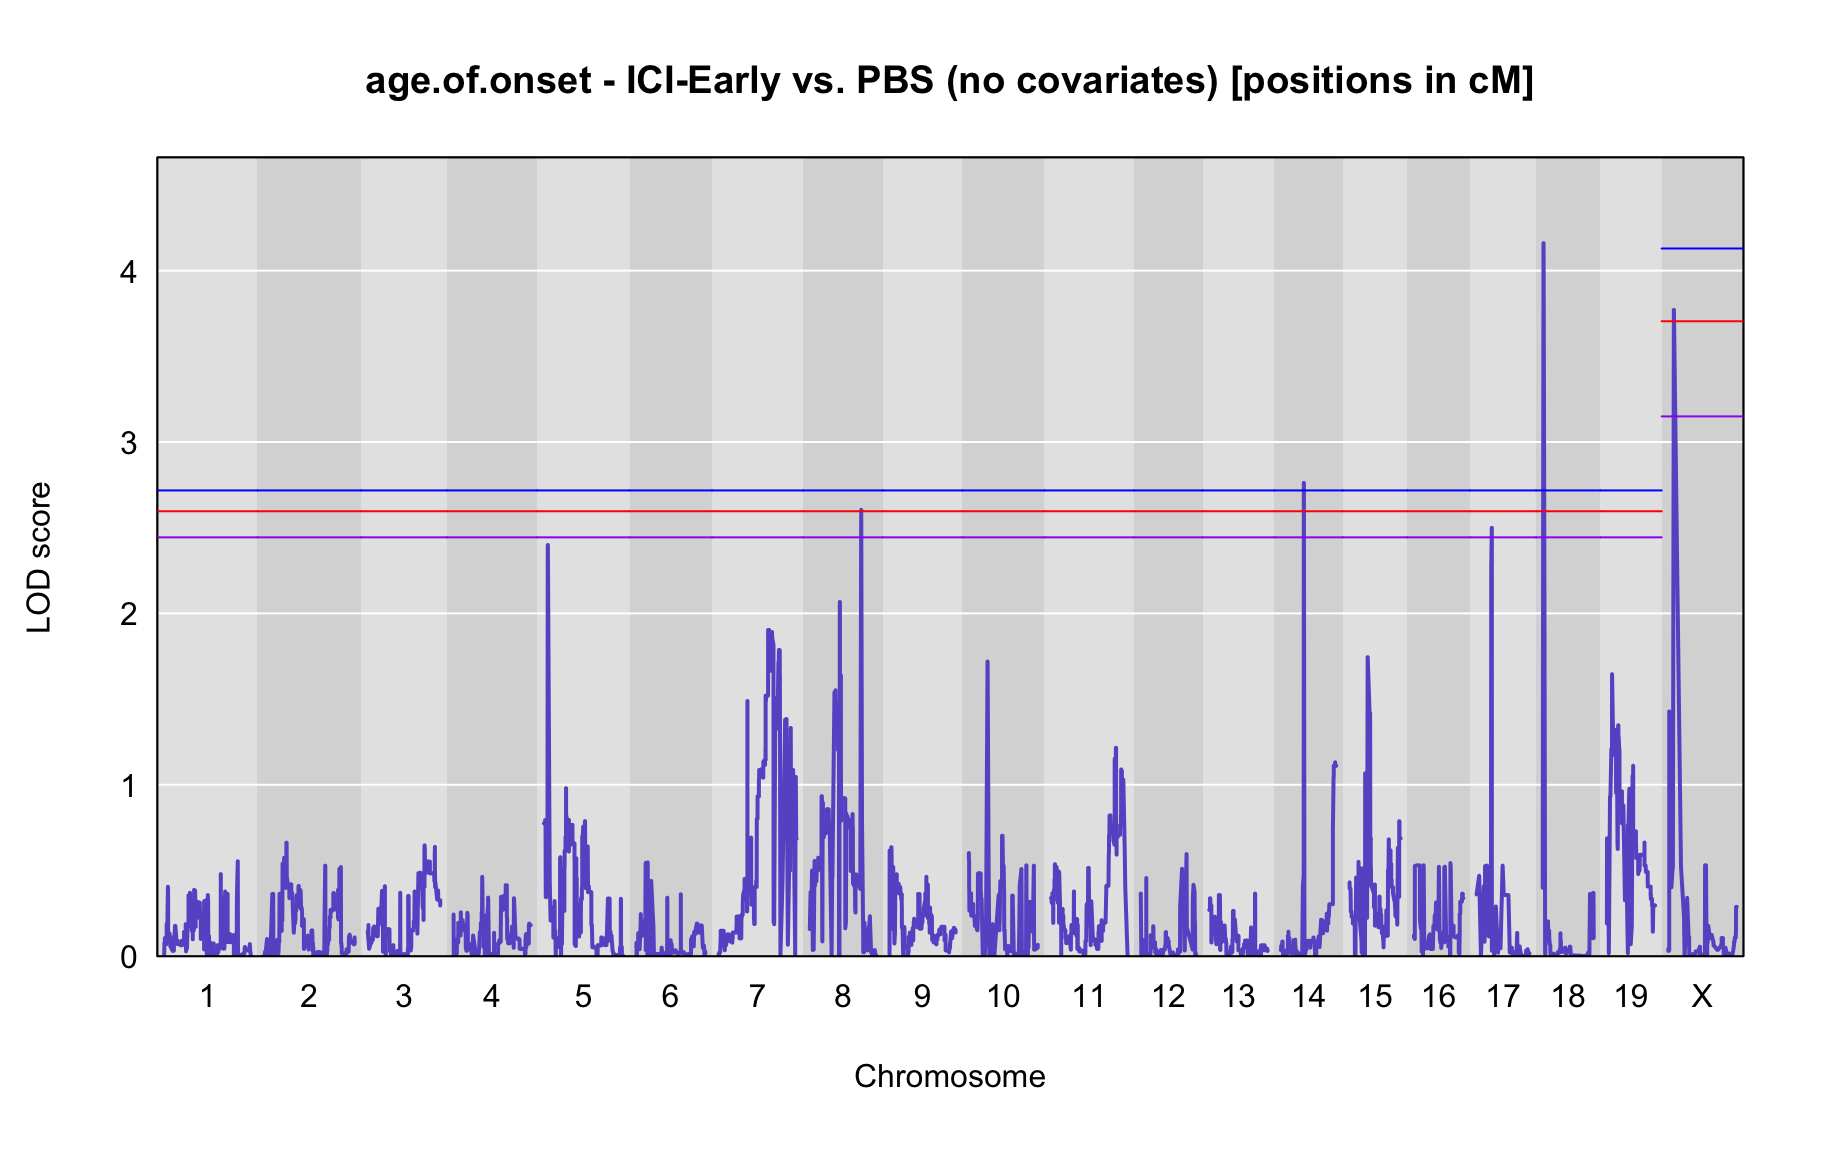 age.of.onset - ICI-Early vs. PBS (no covariates) [positions in cM]
4
3
2
1
0
LOD score
1 2 3 4 5 6 7 8 9 10 11 12 13 14 15 16 17 18 19 X
Chromosome